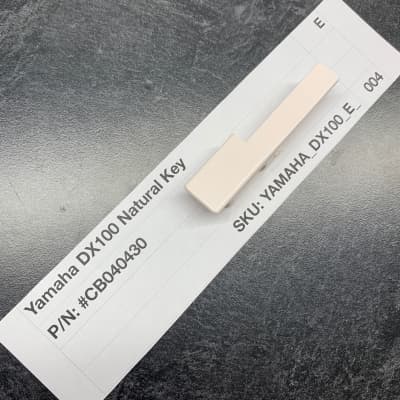 E
Yamaha DX100 Natural Key
P/N: #CB040430
SKU: YAMAHA_DX100_E_ 004